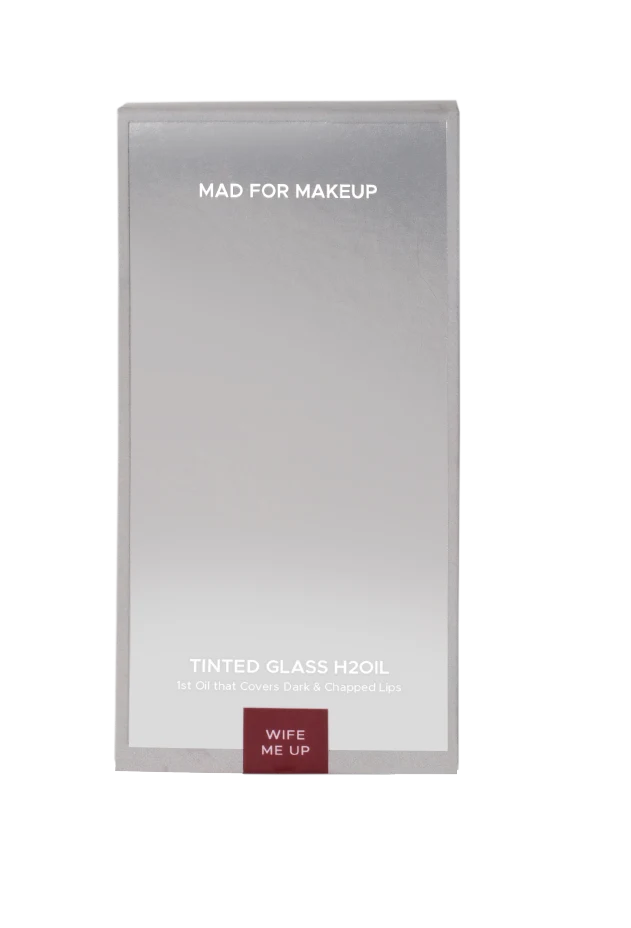 MAD FOR MAKEUP
TINTED GLASS H2OIL
1st Oil that Covers Dark & Chapped Lips
WIFE
ME UP